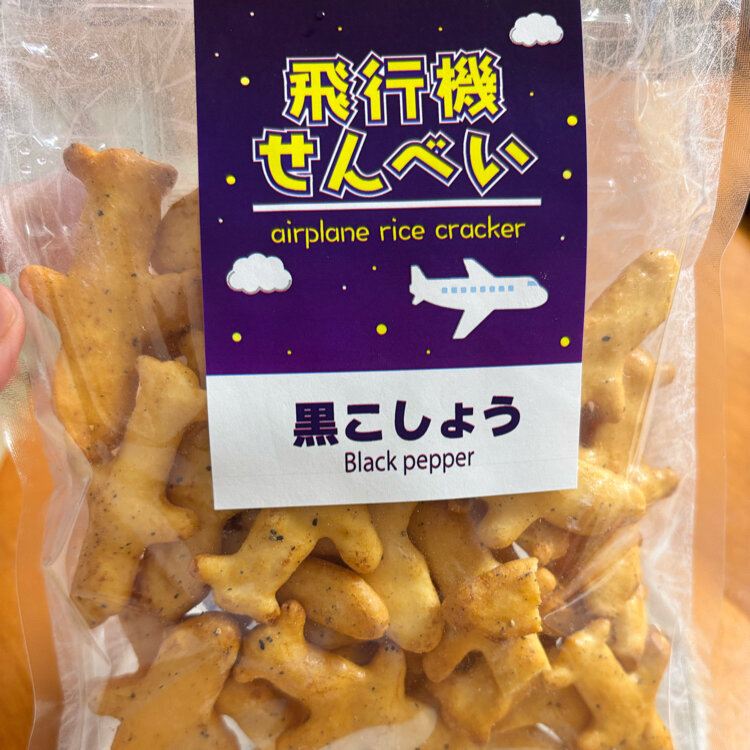 飛行機
せんべい
airplane rice cracker
黒こしょう
Black pepper